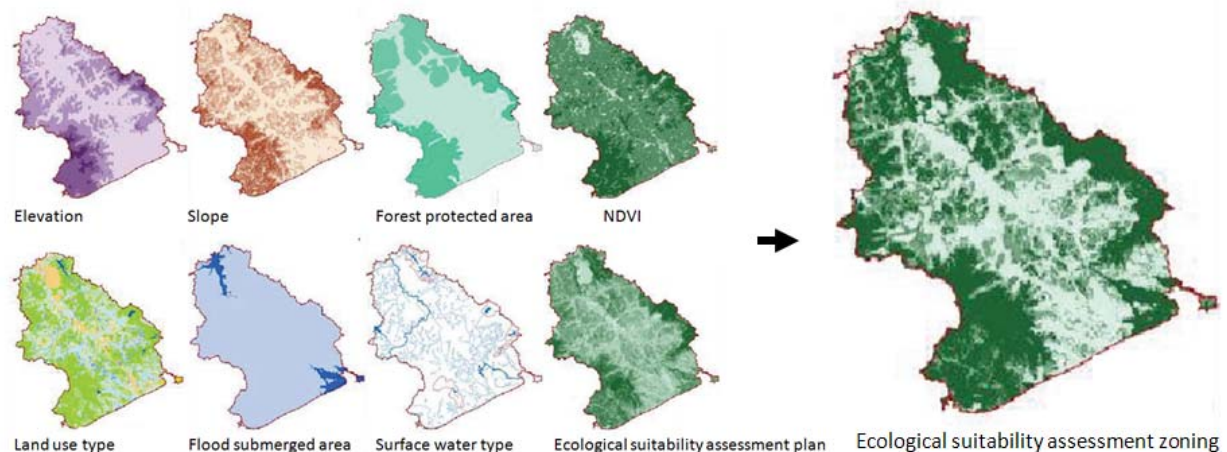 Elevation
Slope
Forest protected area
NDVI
Land use type
Flood submerged area
Surface water type
Ecological suitability assessment plan
Ecological suitability assessment zoning